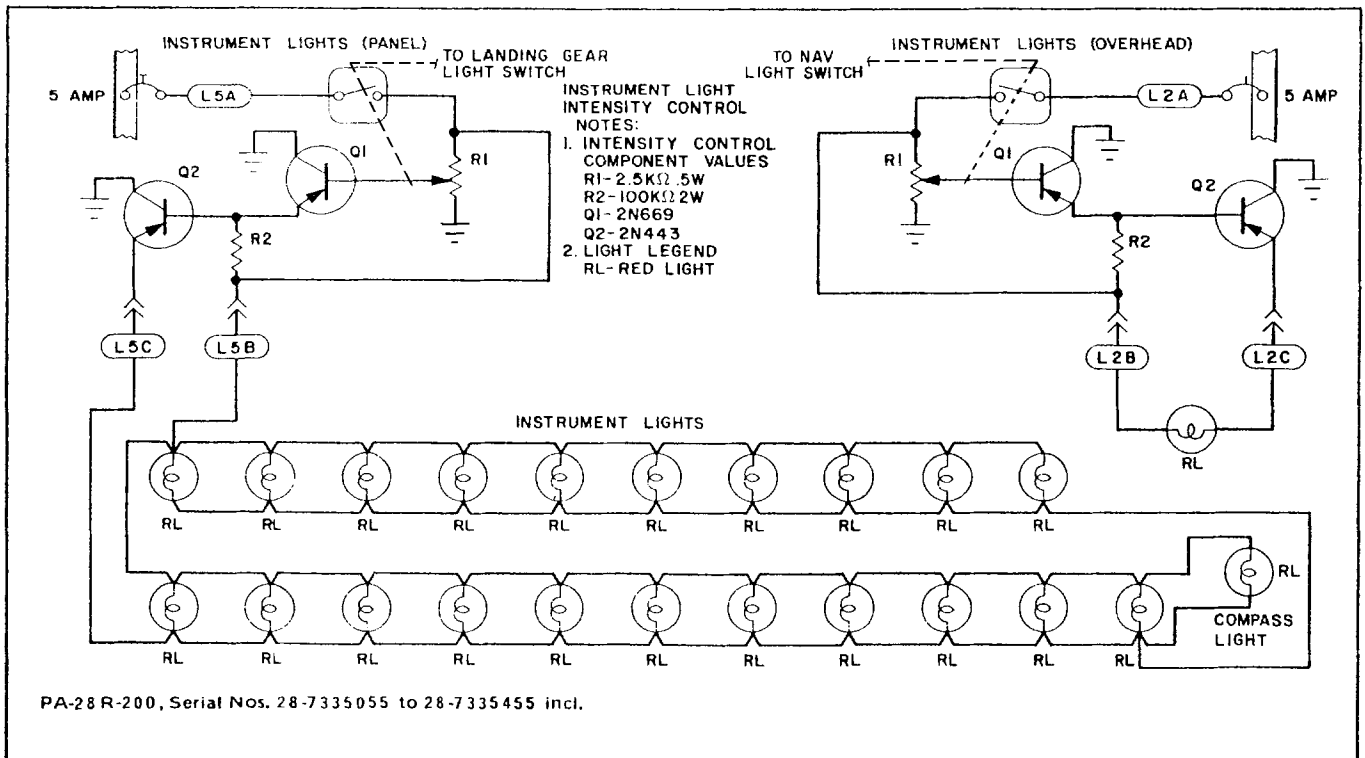 INSTRUMENT LIGHTS (PANEL)
TO LANDING GEAR
LIGHT SWITCH
5 AMP
L5A
Q1
R1
Q2
R2
L5C
L5B
INSTRUMENT LIGHT
INTENSITY CONTROL
NOTES:
1. INTENSITY CONTROL
COMPONENT VALUES
R1-2.5KΩ .5W
R2-100KΩ 2W
Q1-2N669
Q2-2N443
2. LIGHT LEGEND
RL-RED LIGHT
TO NAV
LIGHT SWITCH
INSTRUMENT LIGHTS (OVERHEAD)
L2A
5 AMP
R1
Q1
Q2
R2
L2B
L2C
RL
INSTRUMENT LIGHTS
RL RL RL RL RL RL RL RL RL RL
RL
COMPASS
LIGHT
RL RL RL RL RL RL RL RL RL RL RL
PA-28R-200, Serial Nos. 28-7335055 to 28-7335455 incl.